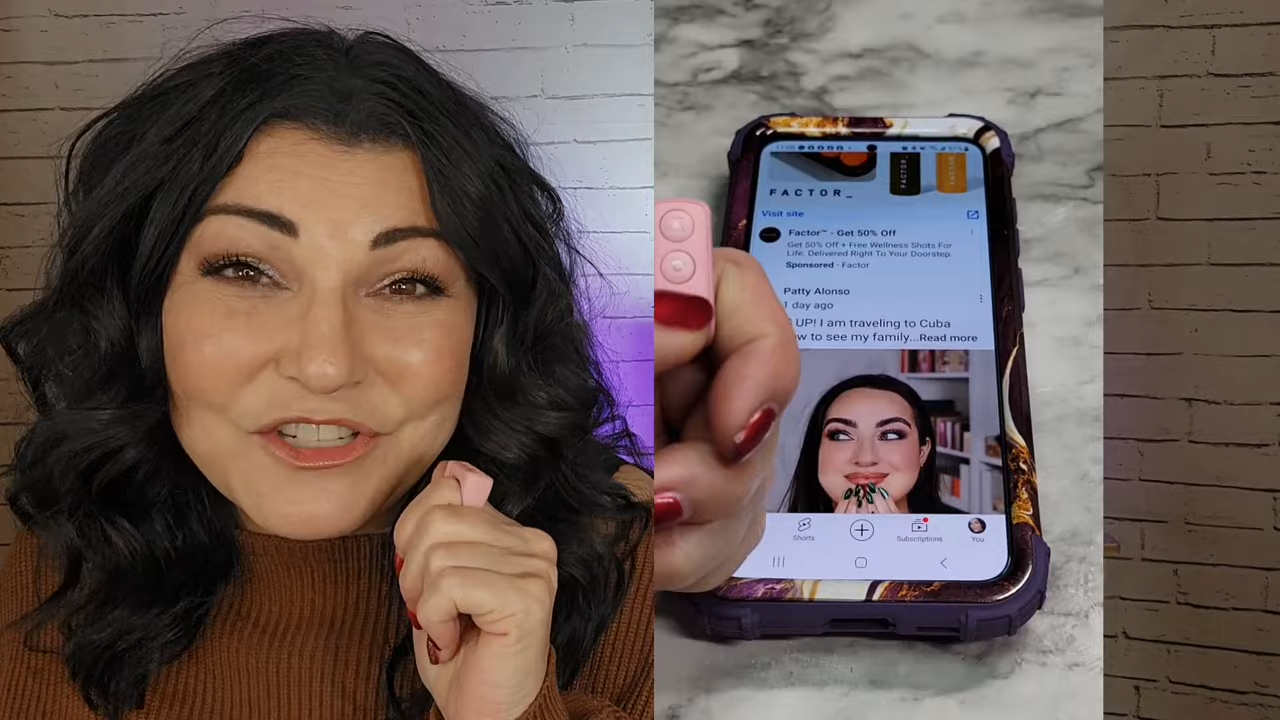 FACTOR_
FACTOR_
Visit site
Factor™ - Get 50% Off
Get 50% Off + Free Wellness Shots For
Life. Delivered Right To Your Doorstep.
Sponsored · Factor
Patty Alonso
1 day ago
UP! I am traveling to Cuba
w to see my family...Read more
Shorts
Subscriptions
You